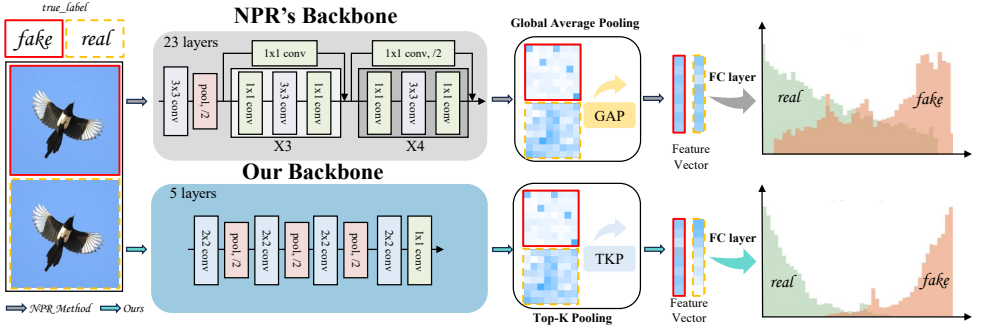 true_label
fake
real
NPR Method
Ours
NPR's Backbone
23 layers
3x3 conv
pool, /2
1x1 conv
1x1 conv
3x3 conv
1x1 conv
X3
1x1 conv, /2
1x1 conv
3x3 conv
1x1 conv
X4
Our Backbone
5 layers
2x2 conv
pool, /2
2x2 conv
pool, /2
2x2 conv
pool, /2
2x2 conv
1x1 conv
Global Average Pooling
GAP
Feature
Vector
FC layer
real
fake
TKP
Top-K Pooling
Feature
Vector
FC layer
real
fake